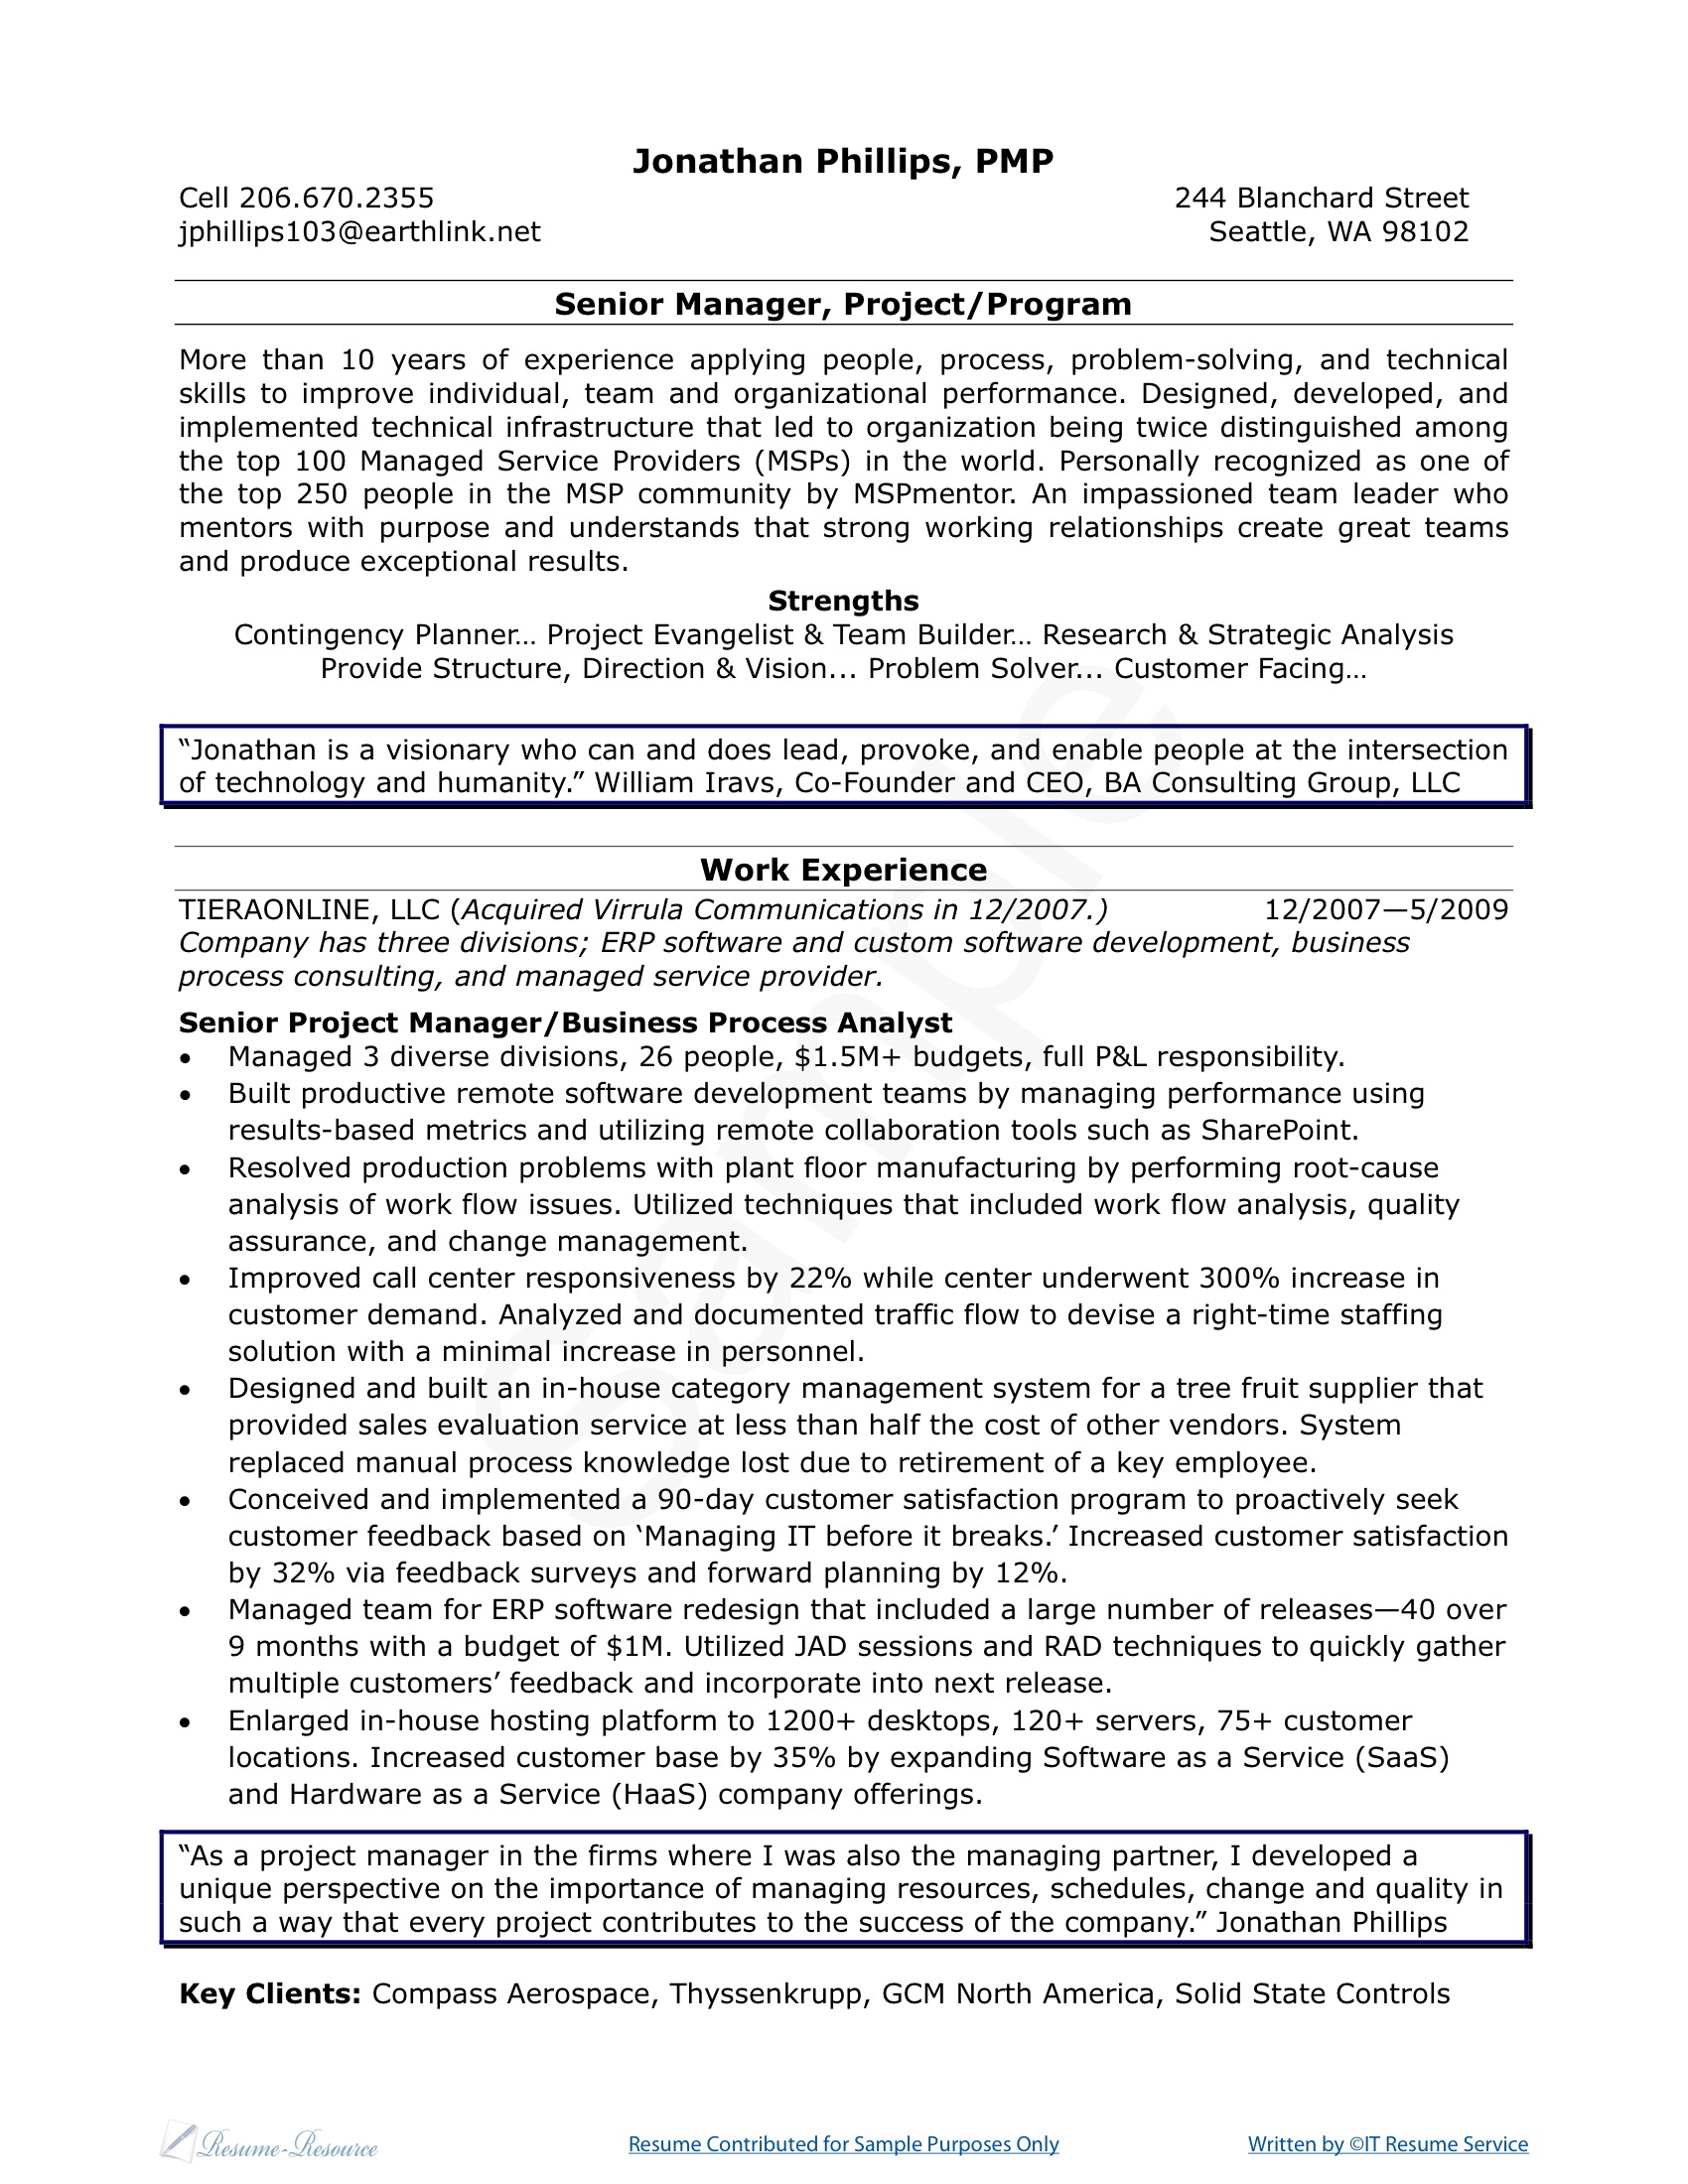 Jonathan Phillips, PMP
Cell 206.670.2355 244 Blanchard Street
jphillips103@earthlink.net Seattle, WA 98102
Senior Manager, Project/Program
More than 10 years of experience applying people, process, problem-solving, and technical
skills to improve individual, team and organizational performance. Designed, developed, and
implemented technical infrastructure that led to organization being twice distinguished among
the top 100 Managed Service Providers (MSPs) in the world. Personally recognized as one of
the top 250 people in the MSP community by MSPmentor. An impassioned team leader who
mentors with purpose and understands that strong working relationships create great teams
and produce exceptional results.
Strengths
Contingency Planner… Project Evangelist & Team Builder… Research & Strategic Analysis
Provide Structure, Direction & Vision... Problem Solver... Customer Facing…
“Jonathan is a visionary who can and does lead, provoke, and enable people at the intersection
of technology and humanity.” William Iravs, Co-Founder and CEO, BA Consulting Group, LLC
Work Experience
TIERAONLINE, LLC (Acquired Virrula Communications in 12/2007.) 12/2007—5/2009
Company has three divisions; ERP software and custom software development, business
process consulting, and managed service provider.
Senior Project Manager/Business Process Analyst
• Managed 3 diverse divisions, 26 people, $1.5M+ budgets, full P&L responsibility.
• Built productive remote software development teams by managing performance using
results-based metrics and utilizing remote collaboration tools such as SharePoint.
• Resolved production problems with plant floor manufacturing by performing root-cause
analysis of work flow issues. Utilized techniques that included work flow analysis, quality
assurance, and change management.
• Improved call center responsiveness by 22% while center underwent 300% increase in
customer demand. Analyzed and documented traffic flow to devise a right-time staffing
solution with a minimal increase in personnel.
• Designed and built an in-house category management system for a tree fruit supplier that
provided sales evaluation service at less than half the cost of other vendors. System
replaced manual process knowledge lost due to retirement of a key employee.
• Conceived and implemented a 90-day customer satisfaction program to proactively seek
customer feedback based on ‘Managing IT before it breaks.’ Increased customer satisfaction
by 32% via feedback surveys and forward planning by 12%.
• Managed team for ERP software redesign that included a large number of releases—40 over
9 months with a budget of $1M. Utilized JAD sessions and RAD techniques to quickly gather
multiple customers’ feedback and incorporate into next release.
• Enlarged in-house hosting platform to 1200+ desktops, 120+ servers, 75+ customer
locations. Increased customer base by 35% by expanding Software as a Service (SaaS)
and Hardware as a Service (HaaS) company offerings.
“As a project manager in the firms where I was also the managing partner, I developed a
unique perspective on the importance of managing resources, schedules, change and quality in
such a way that every project contributes to the success of the company.” Jonathan Phillips
Key Clients: Compass Aerospace, Thyssenkrupp, GCM North America, Solid State Controls
Sample
Resume-Resource Resume Contributed for Sample Purposes Only Written by ©IT Resume Service